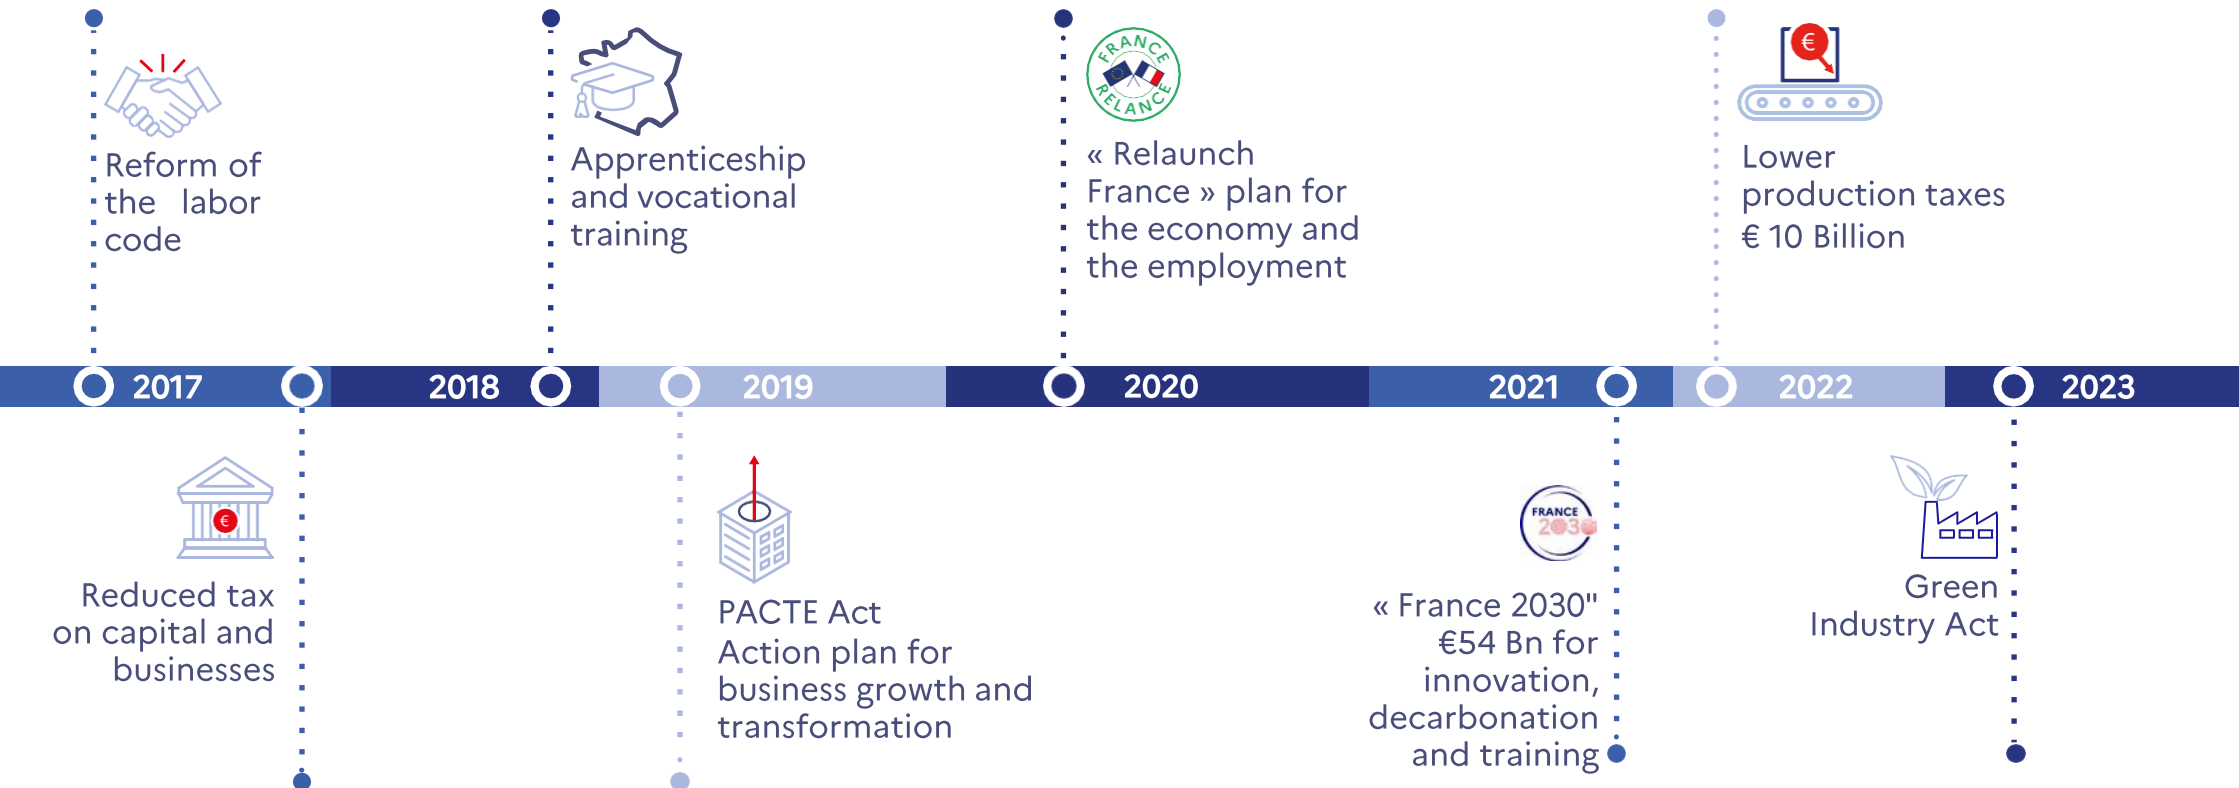 Reform of
the labor
code
Apprenticeship
and vocational
training
FRANCE
RELANCE
« Relaunch
France » plan for
the economy and
the employment
€
Lower
production taxes
€ 10 Billion
2017
2018
2019
2020
2021
2022
2023
€
Reduced tax
on capital and
businesses
PACTE Act
Action plan for
business growth and
transformation
FRANCE
2030
« France 2030"
€54 Bn for
innovation,
decarbonation
and training
Green
Industry Act